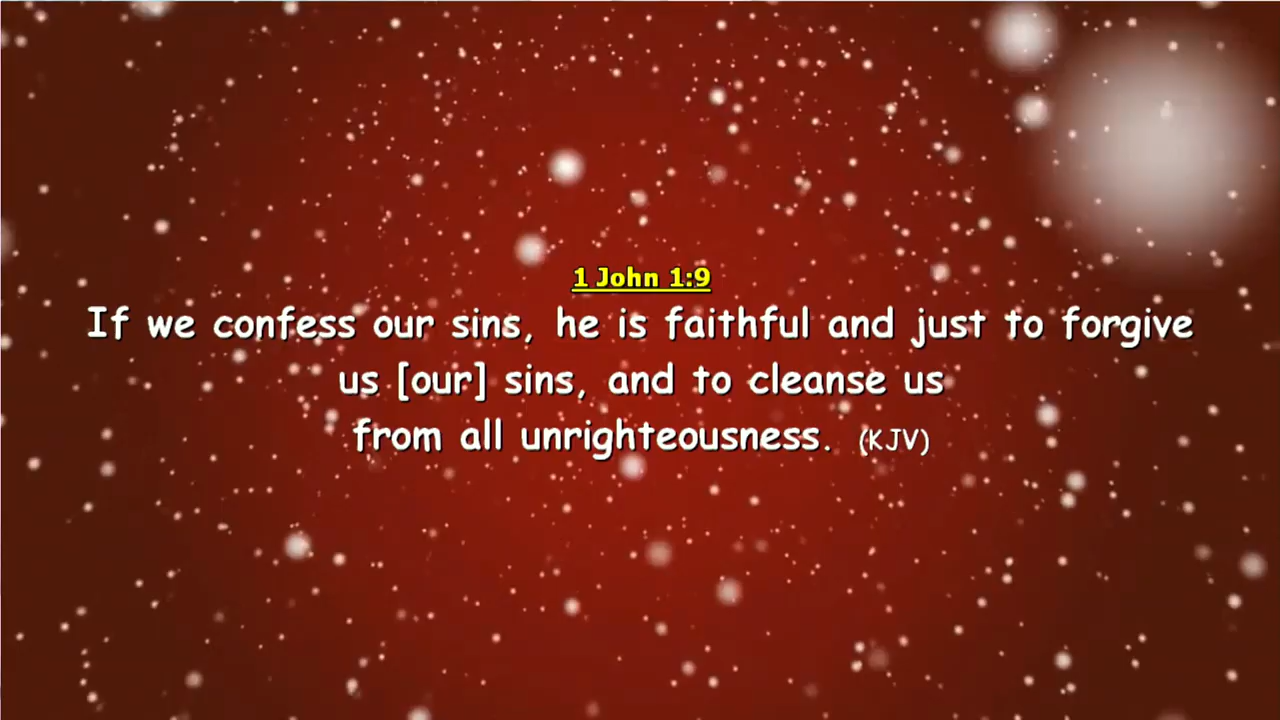 1 John 1:9
If we confess our sins, he is faithful and just to forgive
us [our] sins, and to cleanse us
from all unrighteousness. (KJV)